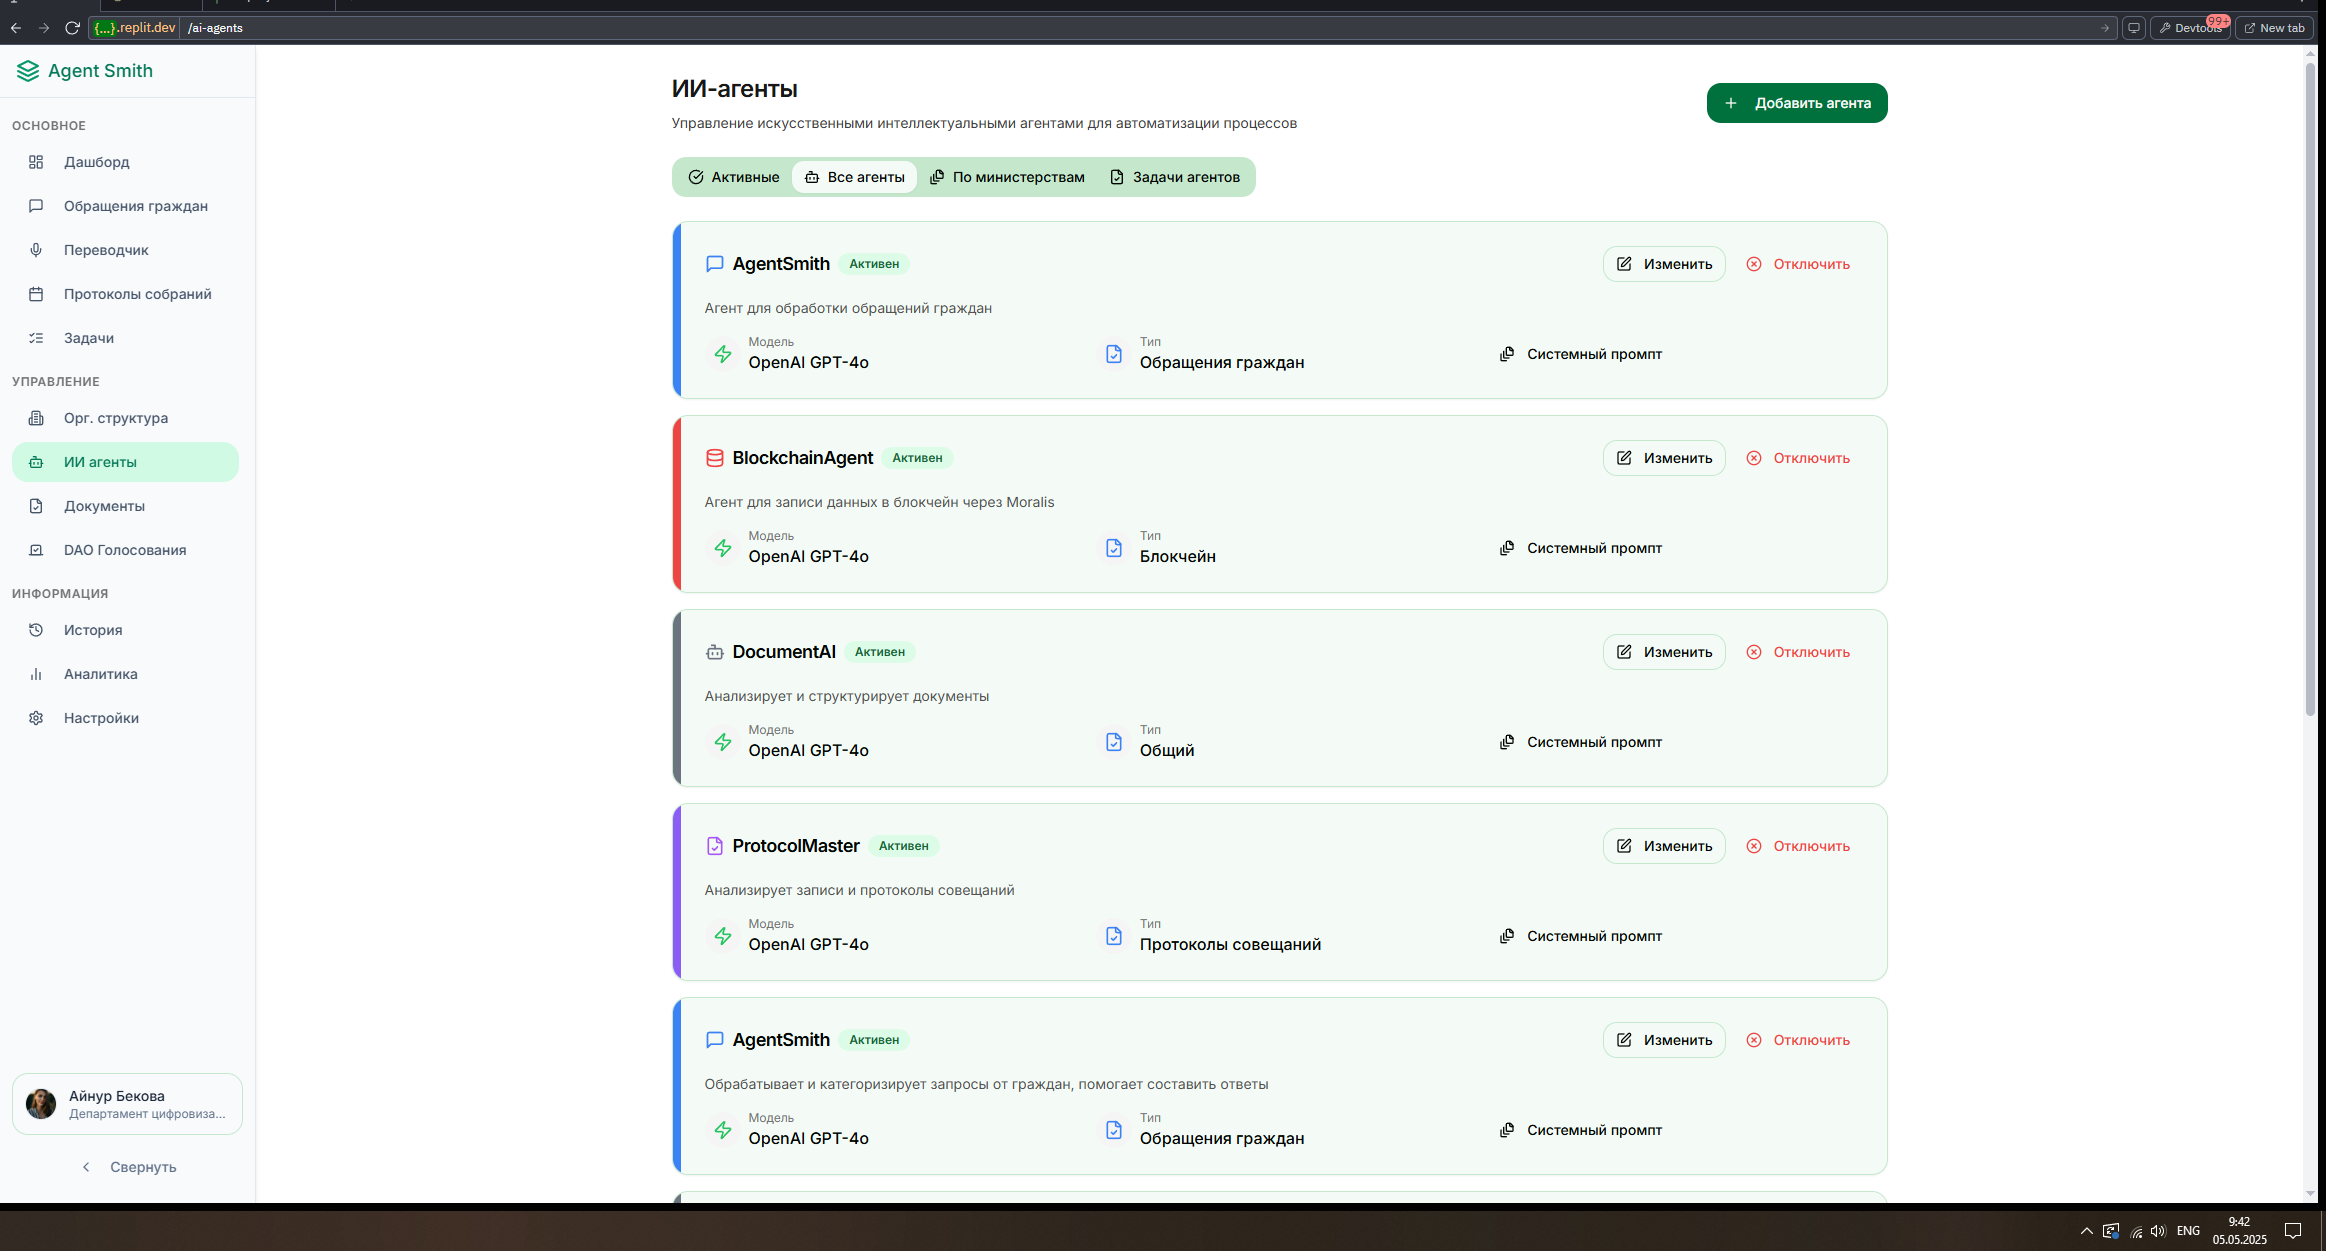 {...}.replit.dev /ai-agents
Devtools 99+ New tab
Agent Smith
ОСНОВНОЕ
Дашборд
Обращения граждан
Переводчик
Протоколы собраний
Задачи
УПРАВЛЕНИЕ
Орг. структура
ИИ агенты
Документы
DAO Голосования
ИНФОРМАЦИЯ
История
Аналитика
Настройки
Айнур Бекова
Департамент цифровиза...
Свернуть
ИИ-агенты
Управление искусственными интеллектуальными агентами для автоматизации процессов
Добавить агента
Активные Все агенты По министерствам Задачи агентов
AgentSmith Активен Изменить Отключить
Агент для обработки обращений граждан
Модель Тип
OpenAI GPT-4o Обращения граждан Системный промпт
BlockchainAgent Активен Изменить Отключить
Агент для записи данных в блокчейн через Moralis
Модель Тип
OpenAI GPT-4o Блокчейн Системный промпт
DocumentAI Активен Изменить Отключить
Анализирует и структурирует документы
Модель Тип
OpenAI GPT-4o Общий Системный промпт
ProtocolMaster Активен Изменить Отключить
Анализирует записи и протоколы совещаний
Модель Тип
OpenAI GPT-4o Протоколы совещаний Системный промпт
AgentSmith Активен Изменить Отключить
Обрабатывает и категоризирует запросы от граждан, помогает составить ответы
Модель Тип
OpenAI GPT-4o Обращения граждан Системный промпт
ENG
9:42
05.05.2025